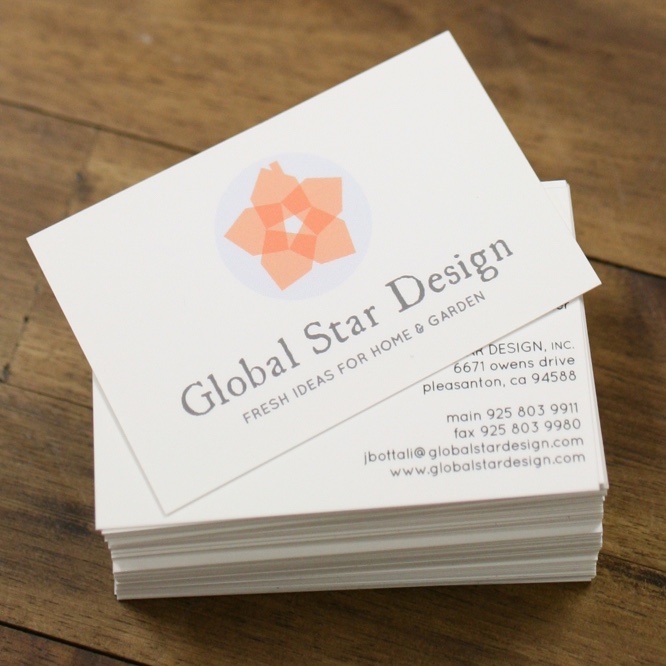 Global Star Design
FRESH IDEAS FOR HOME & GARDEN
DESIGN, INC.
6671 owens drive
pleasanton, ca 94588
main 925 803 9911
fax 925 803 9980
jbottali@globalstardesign.com
www.globalstardesign.com